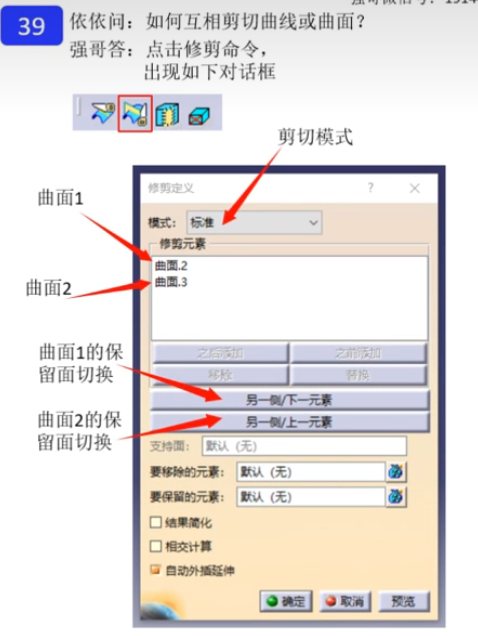 39
依依问：如何互相剪切曲线或曲面？
强哥答：点击修剪命令，
出现如下对话框
剪切模式
修剪定义
? ×
曲面1
模式： 标准
修剪元素
曲面.2
曲面.3
曲面2
之后添加 之前添加
移除 替换
曲面1的保
留面切换
另一侧/下一元素
另一侧/上一元素
曲面2的保
留面切换
支持面： 默认（无）
要移除的元素： 默认（无）
要保留的元素： 默认（无）
结果简化
相交计算
自动外插延伸
确定 取消 预览